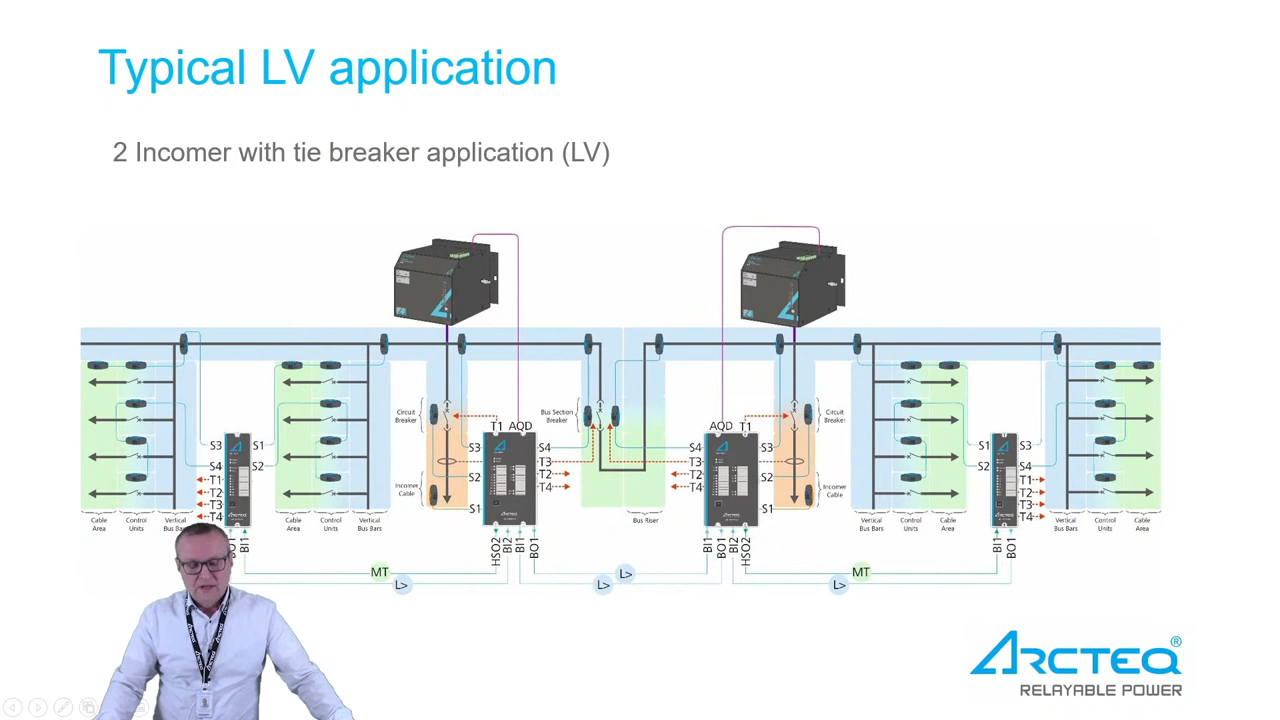 Typical LV application
2 Incomer with tie breaker application (LV)
Circuit
Breaker
T1 AQD
Bus Section
Breaker
AQD T1
Circuit
Breaker
S3 S1
S4 S2
T1
T2
T3
T4
S3
S2
S1
S4
T3
T2
T4
S4
T3
T2
T4
S3
S2
S1
S1 S3
S2 S4
T1
T2
T3
T4
Incomer
Cable
Incomer
Cable
ARCTEQ
ARCTEQ
Cable
Area
Control
Units
Vertical
Bus Bars
Cable
Area
Control
Units
Vertical
Bus Bars
Bus Riser
Vertical
Bus Bars
Control
Units
Cable
Area
Vertical
Bus Bars
Control
Units
Cable
Area
BO1
BI1
HSO2
BI2
BI1
BO1
BI1
BO1
BI2
HSO2
BI1
BO1
MT
L>
L>
L>
MT
L>
ARCTEQ
ARCTEQ®
RELAYABLE POWER